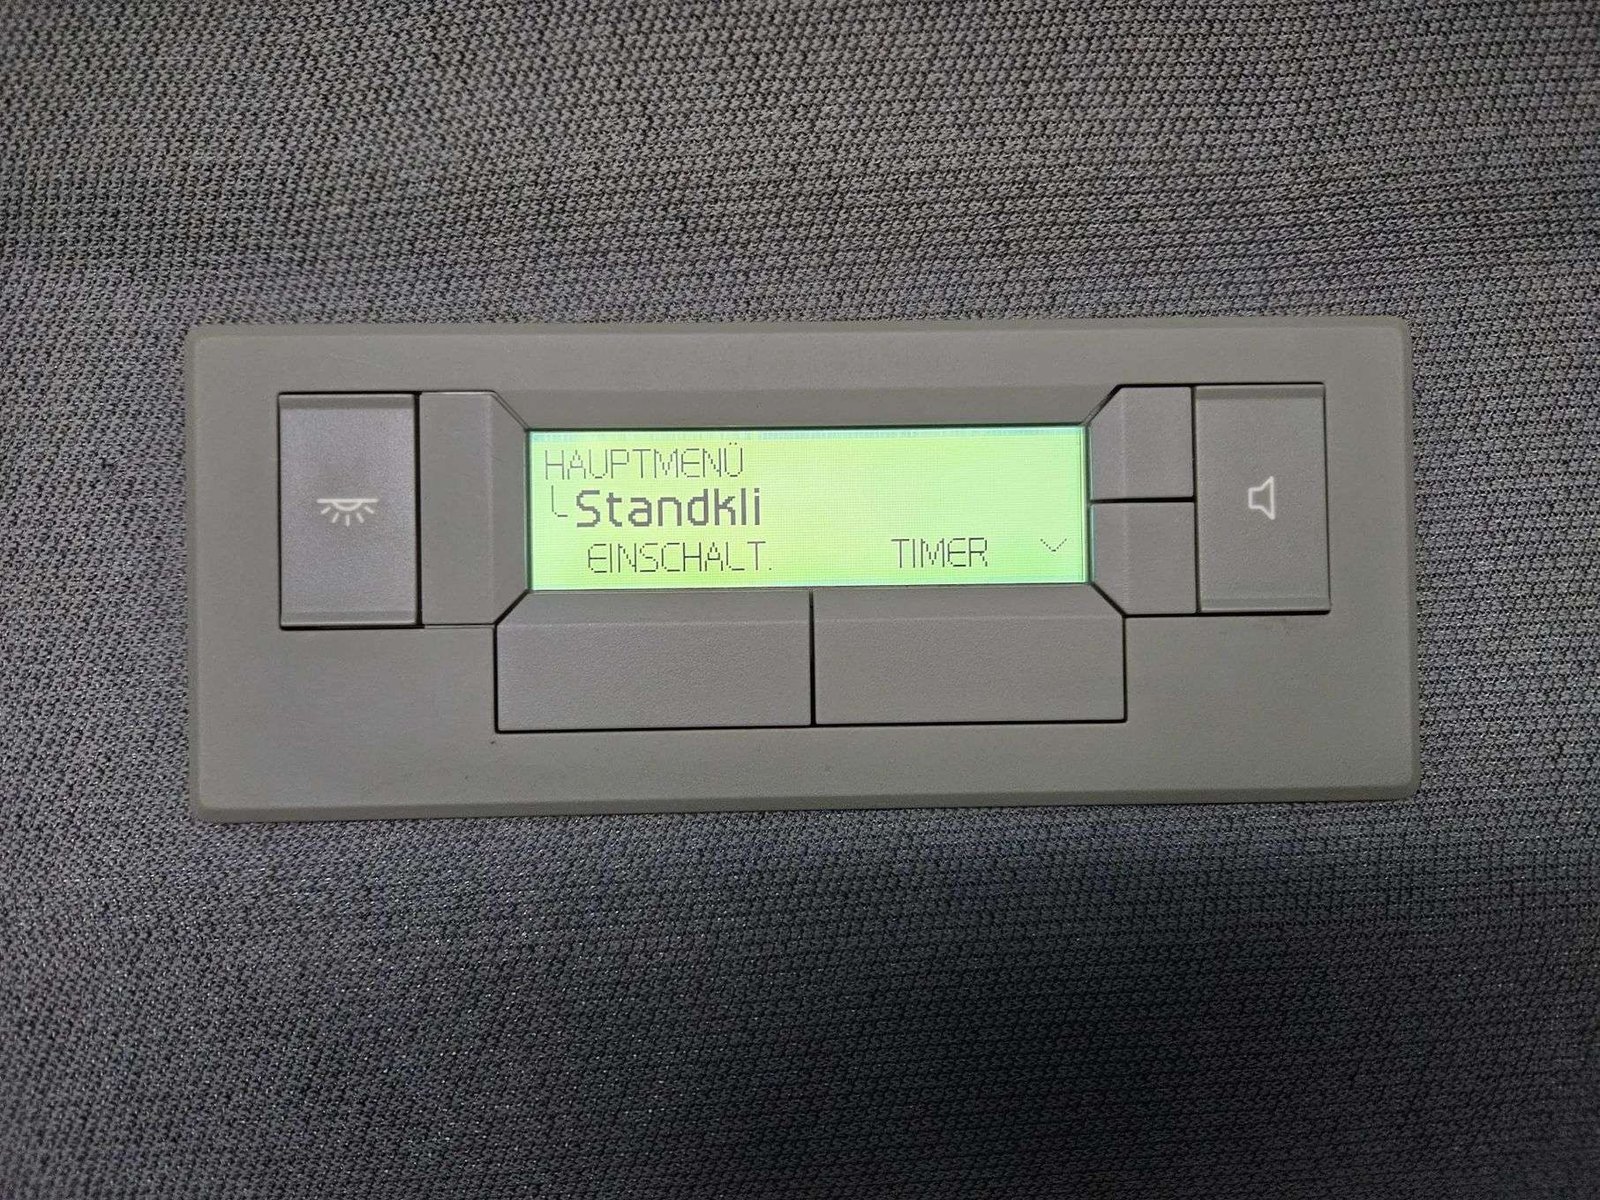 HAUPTMENÜ
Standkli
EINSCHALT. TIMER